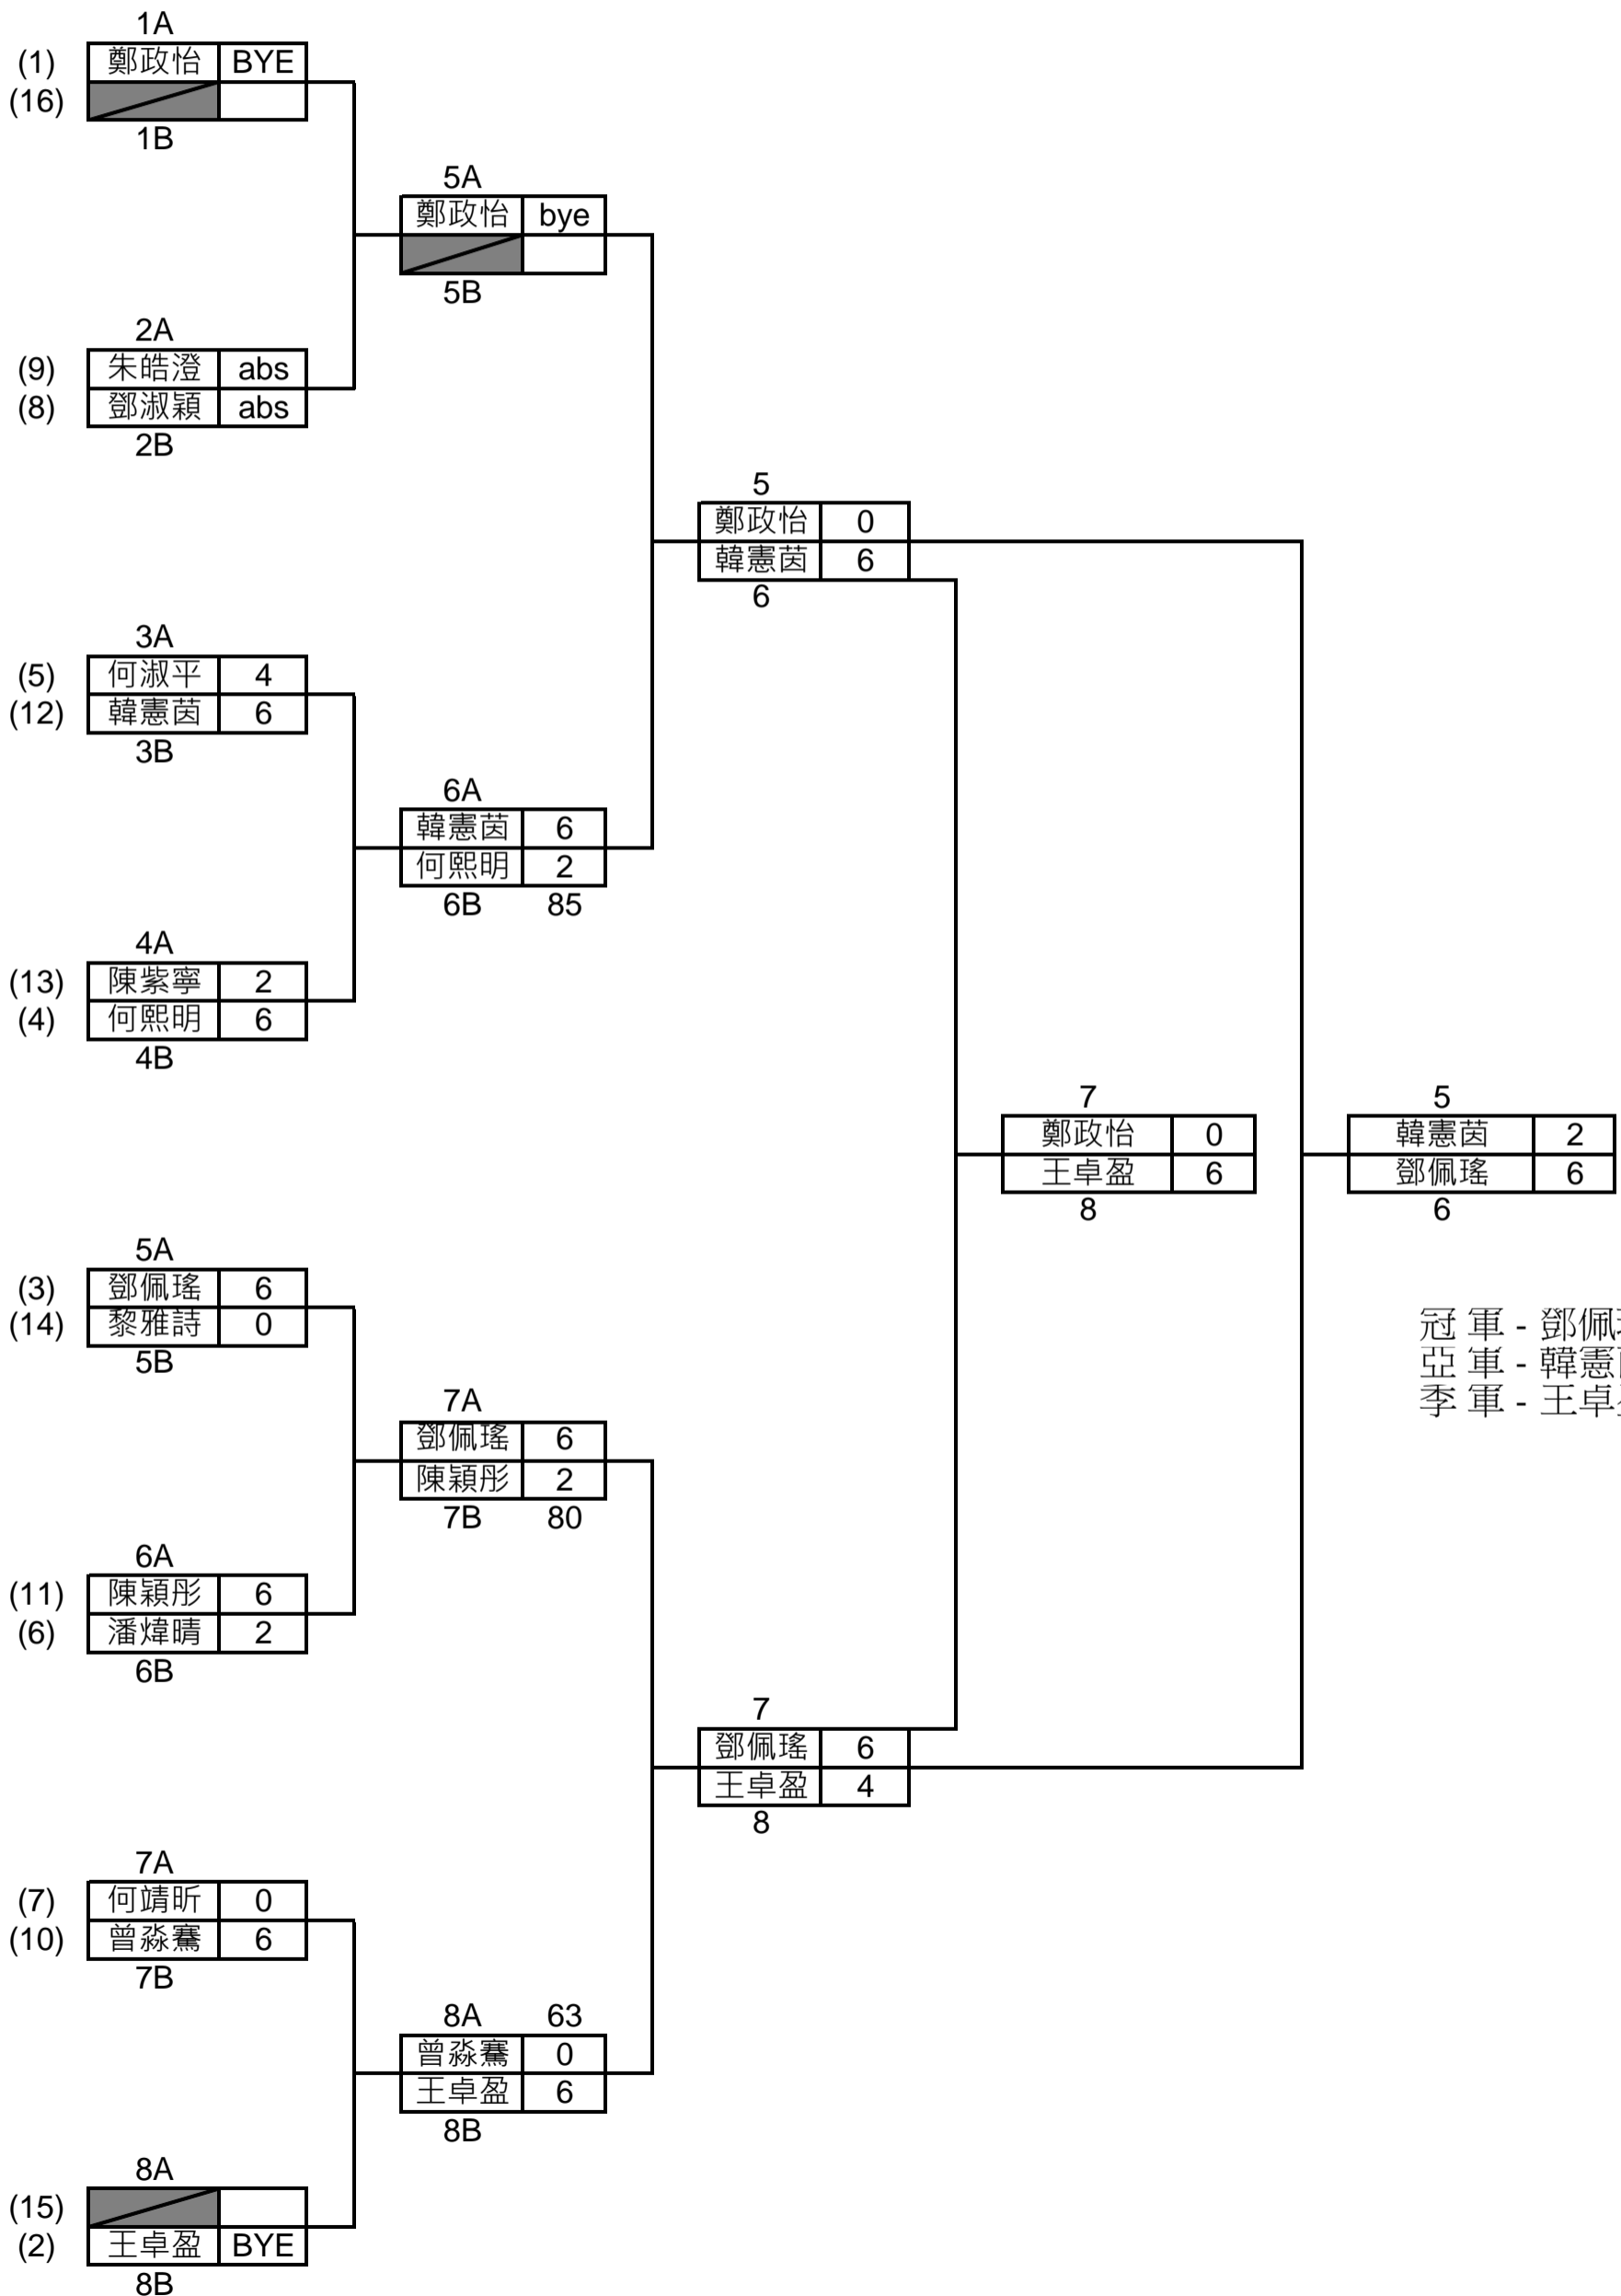 1A
(1) 鄭政怡 BYE
(16)
1B
5A
鄭政怡 bye
5B
2A
(9) 朱皓澄 abs
(8) 鄧淑穎 abs
2B
5
鄭政怡 0
韓憲茵 6
6
3A
(5) 何淑平 4
(12) 韓憲茵 6
3B
6A
韓憲茵 6
何熙明 2
6B 85
4A
(13) 陳紫寧 2
(4) 何熙明 6
4B
7
鄭政怡 0
王卓盈 6
8
5
韓憲茵 2
鄧佩瑤 6
6
5A
(3) 鄧佩瑤 6
(14) 黎雅詩 0
5B
冠 軍 - 鄧佩
亞 軍 - 韓憲
季 軍 - 王卓
7A
鄧佩瑤 6
陳穎彤 2
7B 80
6A
(11) 陳穎彤 6
(6) 潘煒晴 2
6B
7
鄧佩瑤 6
王卓盈 4
8
7A
(7) 何靖昕 0
(10) 曾淼騫 6
7B
8A 63
曾淼騫 0
王卓盈 6
8B
8A
(15)
(2) 王卓盈 BYE
8B